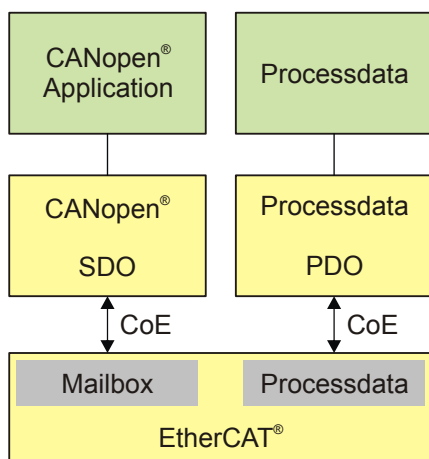 CANopen®
Application
Processdata
CANopen®
SDO
Processdata
PDO
CoE
CoE
Mailbox
Processdata
EtherCAT®